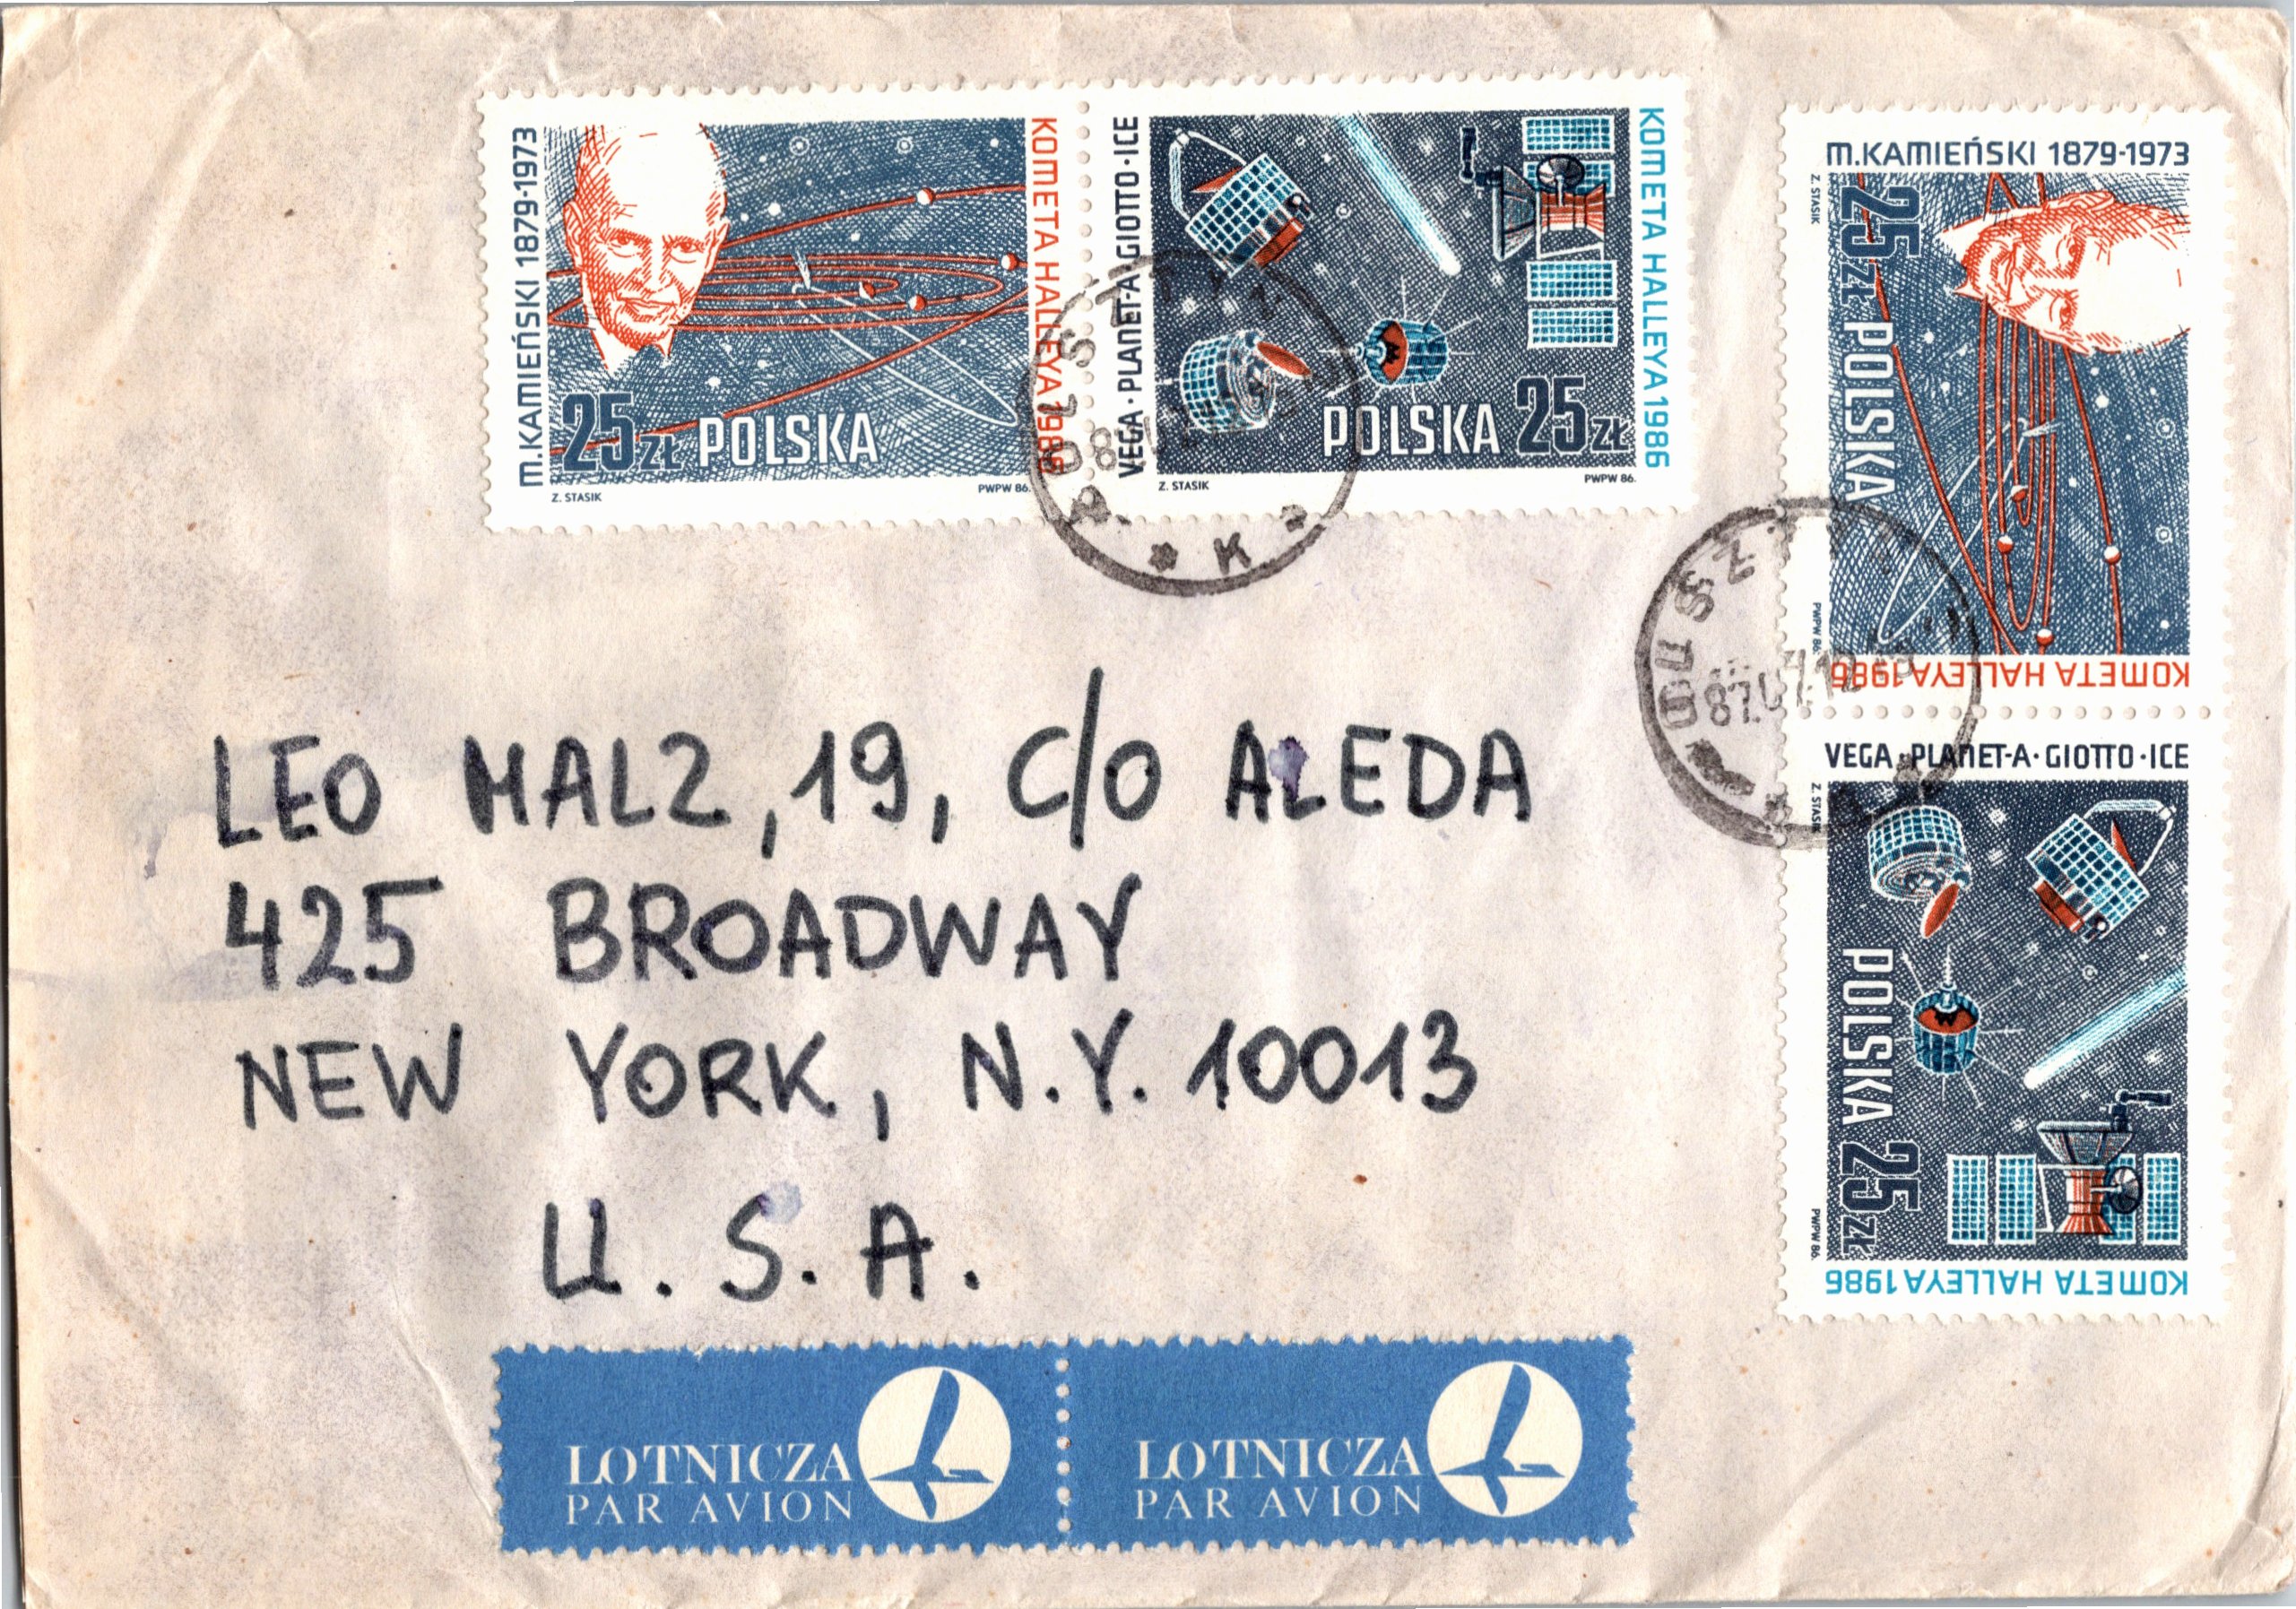 M.KAMIEŃSKI 1879-1973
KOMETA HALLEYA 1986
25 ZŁ POLSKA
Z. STASIK
PWPW 86.
VEGA·PLANET-A·GIOTTO·ICE
KOMETA HALLEYA 1986
POLSKA 25 ZŁ
Z. STASIK
PWPW 86.
M.KAMIEŃSKI 1879-1973
25 ZŁ POLSKA
Z. STASIK
PWPW 86.
KOMETA HALLEYA 1986
VEGA·PLANET-A·GIOTTO·ICE
POLSKA 25 ZŁ
Z. STASIK
PWPW 86.
KOMETA HALLEYA 1986
LEO MALZ, 19, C/O ALEDA
425 BROADWAY
NEW YORK, N.Y. 10013
U.S.A.
LOTNICZA
PAR AVION
LOTNICZA
PAR AVION